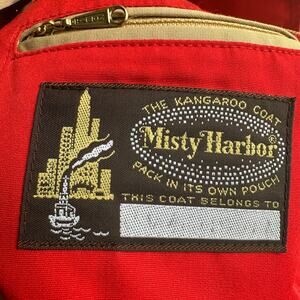 THE KANGAROO COAT
Misty Harbor®
PACK IN ITS OWN POUCH
THIS COAT BELONGS TO